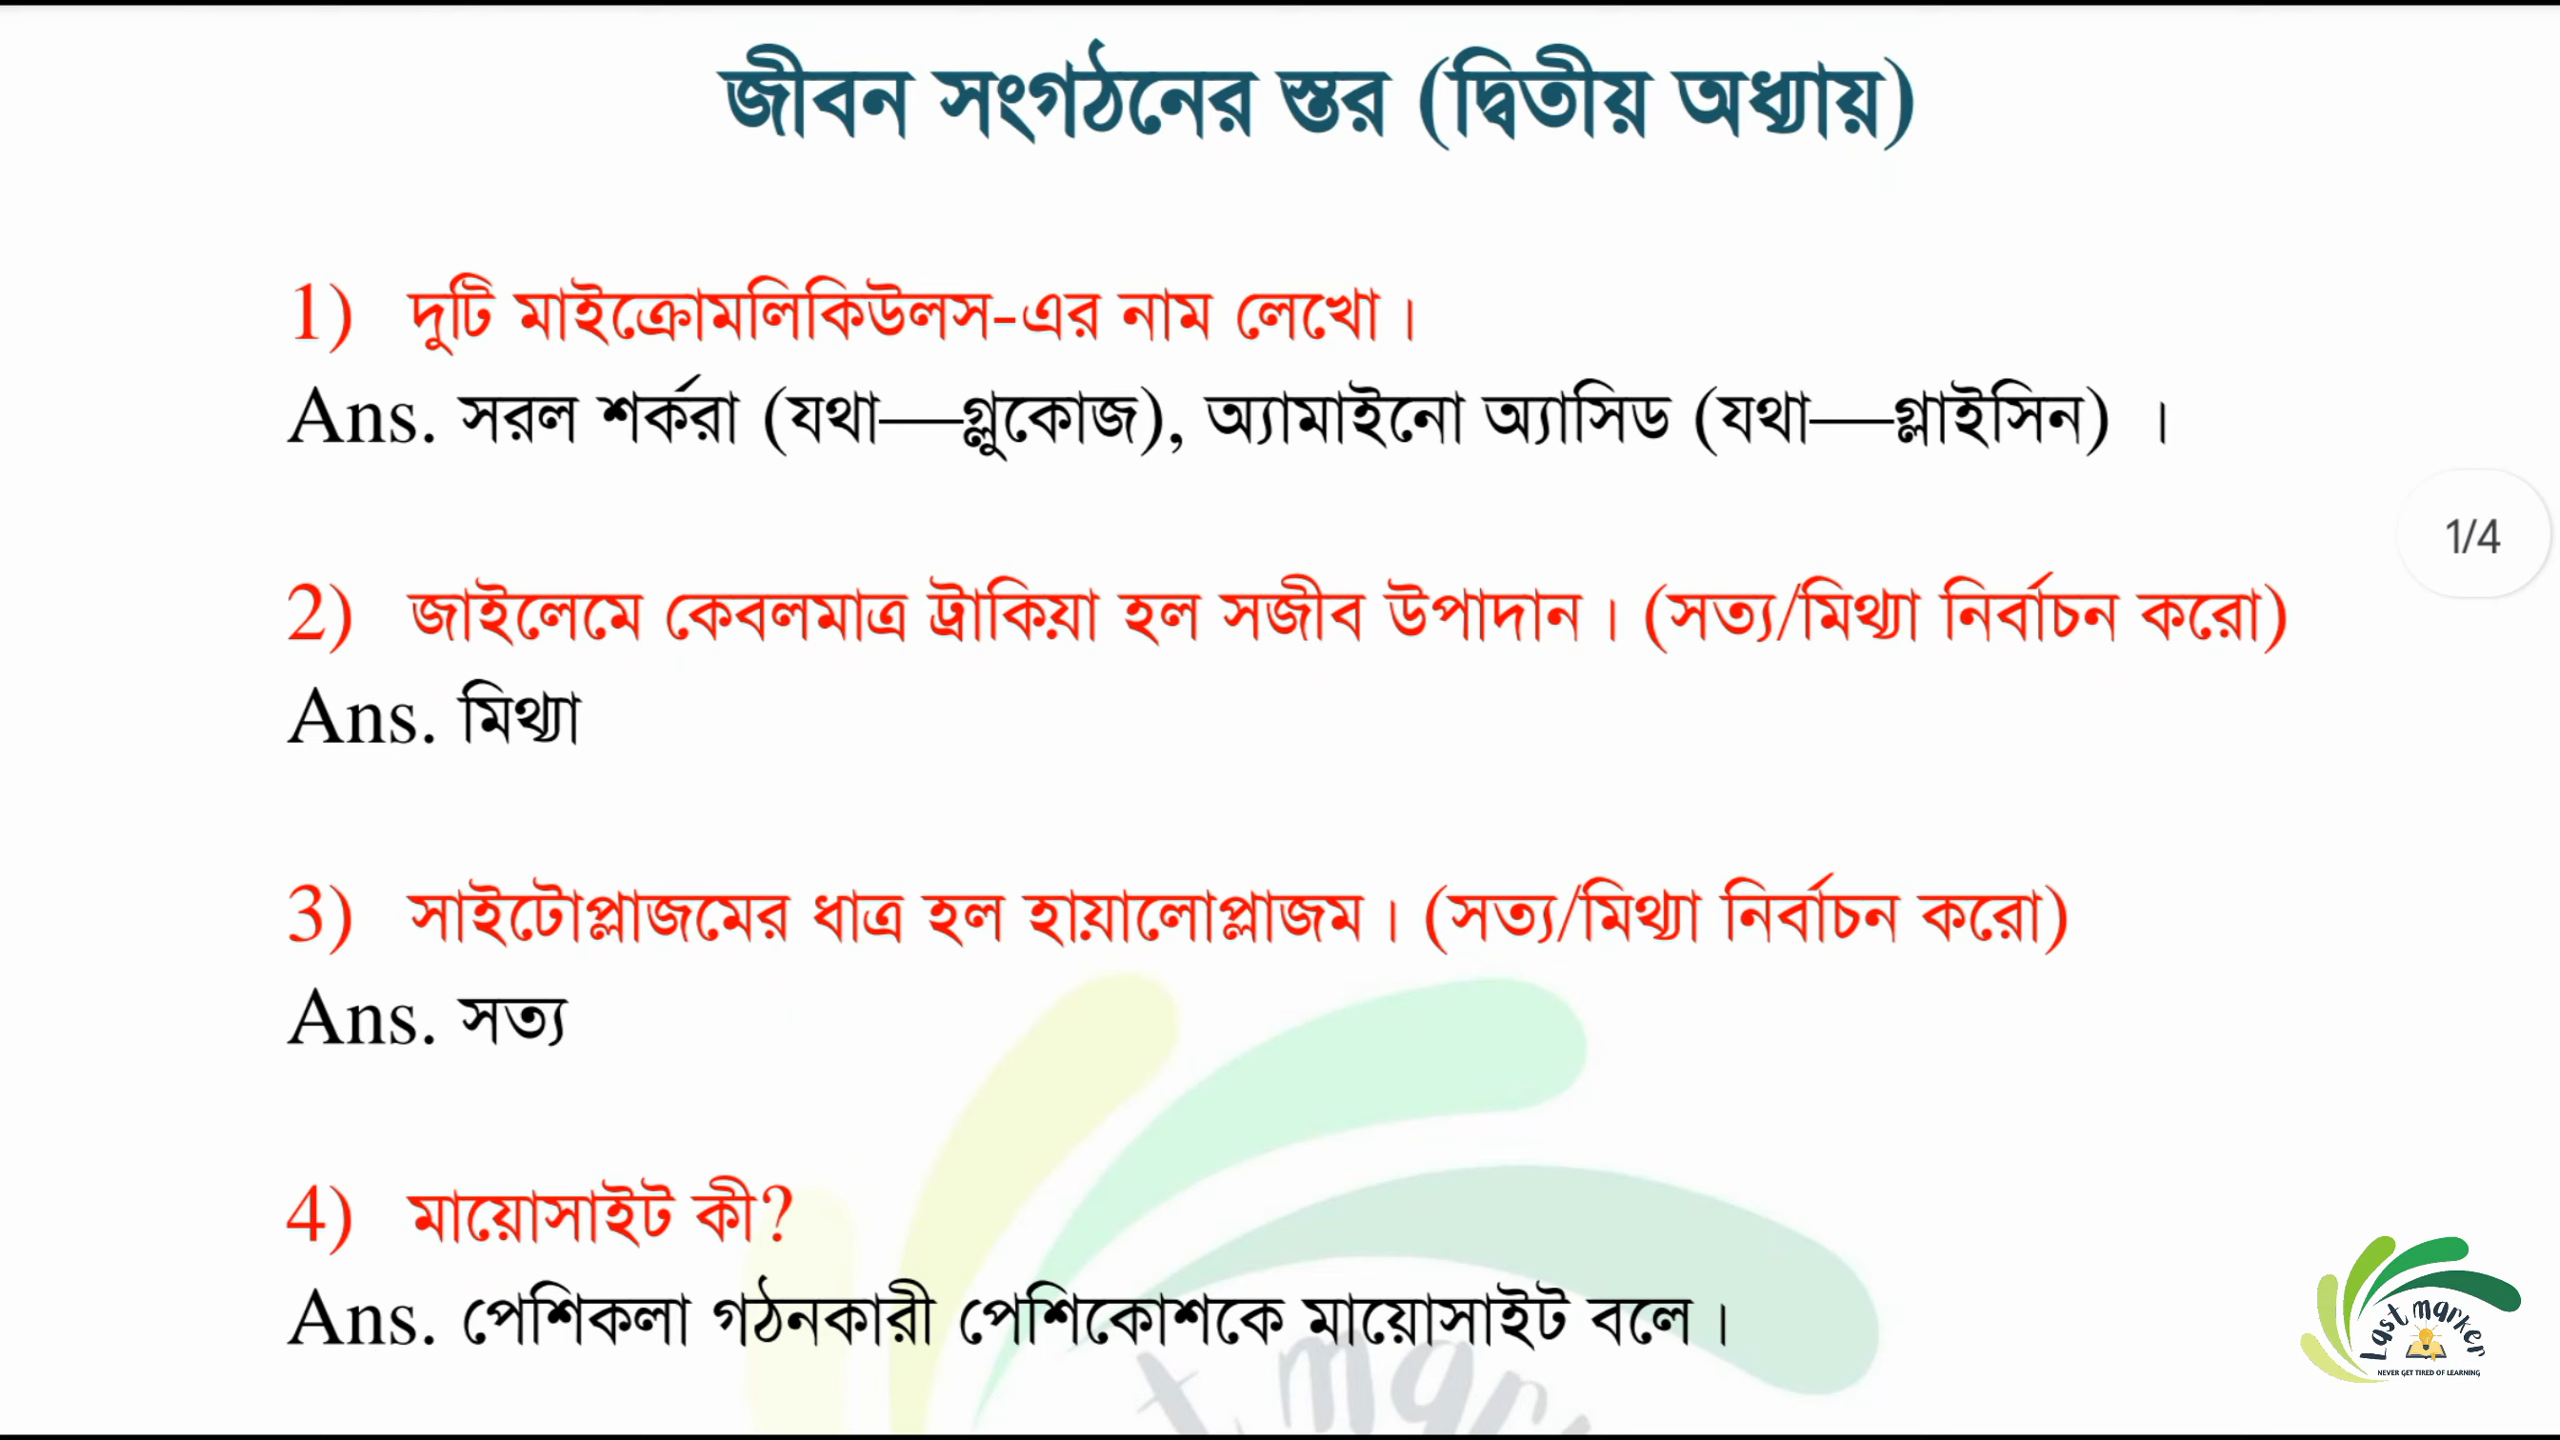 জীবন সংগঠনের স্তর (দ্বিতীয় অধ্যায়)
1) দুটি মাইক্রোমলিকিউলস-এর নাম লেখো।
Ans. সরল শর্করা (যথা—গ্লুকোজ), অ্যামাইনো অ্যাসিড (যথা—গ্লাইসিন) ।
1/4
2) জাইলেমে কেবলমাত্র ট্রাকিয়া হল সজীব উপাদান। (সত্য/মিথ্যা নির্বাচন করো)
Ans. মিথ্যা
3) সাইটোপ্লাজমের ধাত্র হল হায়ালোপ্লাজম। (সত্য/মিথ্যা নির্বাচন করো)
Ans. সত্য
4) মায়োসাইট কী?
Ans. পেশিকলা গঠনকারী পেশিকোশকে মায়োসাইট বলে।
t mar
Last marker
NEVER GET TIRED OF LEARNING